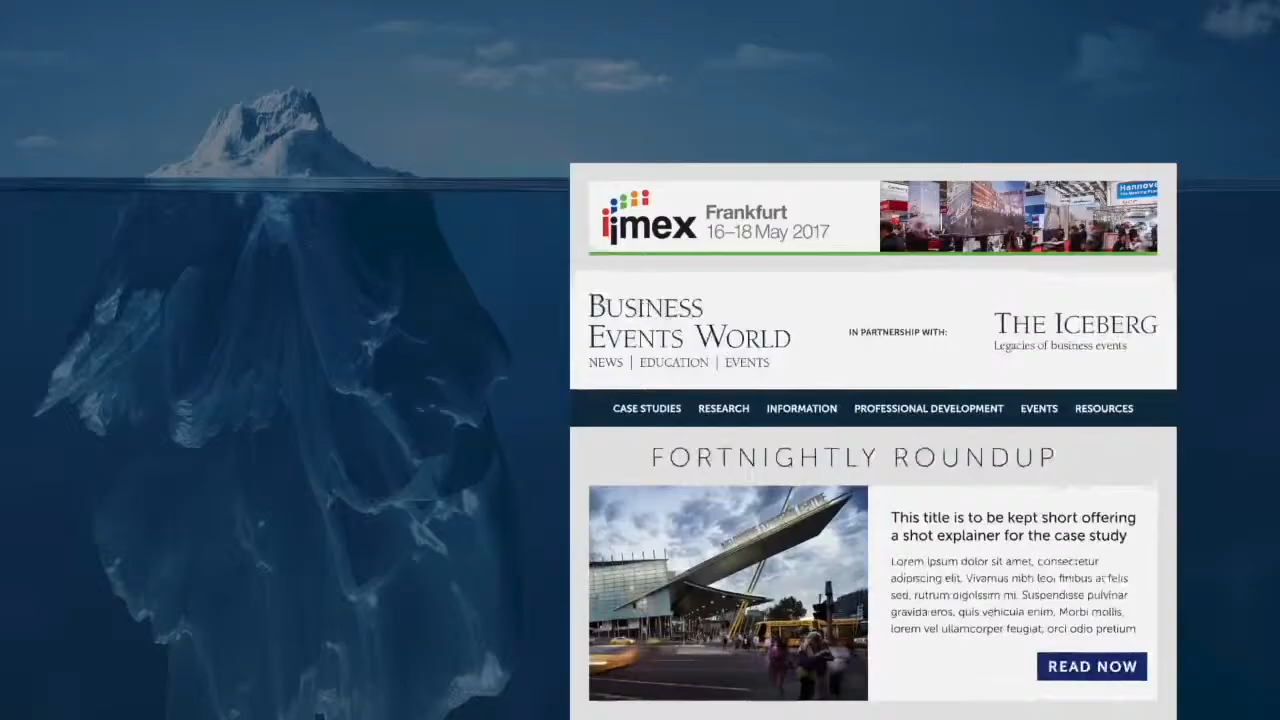 imex
Frankfurt
16–18 May 2017
Hannove
BUSINESS
EVENTS WORLD
NEWS | EDUCATION | EVENTS
IN PARTNERSHIP WITH:
THE ICEBERG
Legacies of business events
CASE STUDIES RESEARCH INFORMATION PROFESSIONAL DEVELOPMENT EVENTS RESOURCES
FORTNIGHTLY ROUNDUP
This title is to be kept short offering
a shot explainer for the case study
Lorem ipsum dolor sit amet, consectetur
adipiscing elit. Vivamus nibh leo, finibus at felis
sed, rutrum dignissim mi. Suspendisse pulvinar
gravida eros, quis vehicula enim. Morbi mollis,
lorem vel ullamcorper feugiat, orci odio pretium
READ NOW